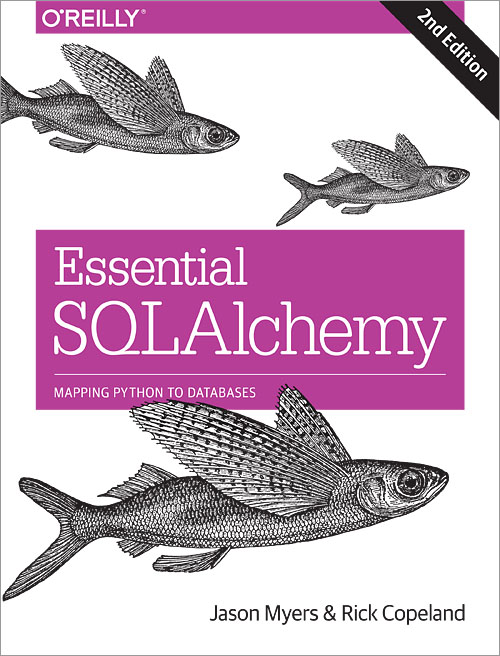 O'REILLY®
2nd Edition
Essential
SQLAlchemy
MAPPING PYTHON TO DATABASES
Jason Myers & Rick Copeland